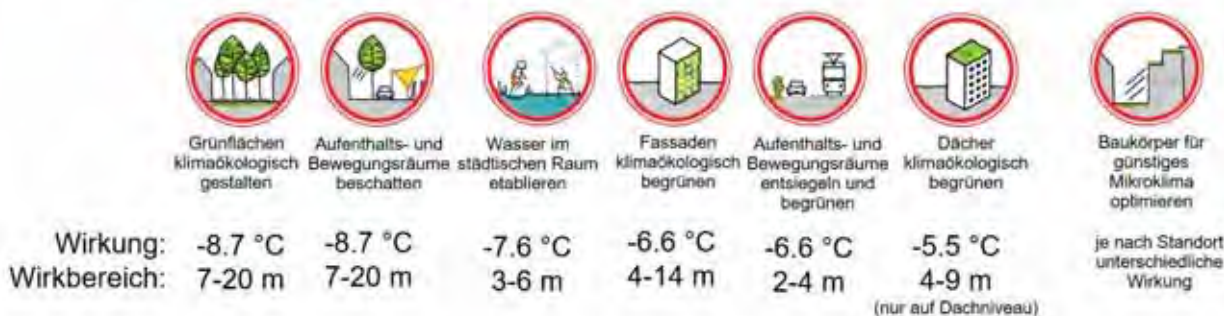 Grünflächen
klimaökologisch
gestalten
Aufenthalts- und
Bewegungsräume
beschatten
Wasser im
städtischen Raum
etablieren
Fassaden
klimaökologisch
begrünen
Aufenthalts- und
Bewegungsräume
entsiegeln und
begrünen
Dächer
klimaökologisch
begrünen
Baukörper für
günstiges
Mikroklima
optimieren
Wirkung: -8.7 °C -8.7 °C -7.6 °C -6.6 °C -6.6 °C -5.5 °C
Wirkbereich: 7-20 m 7-20 m 3-6 m 4-14 m 2-4 m 4-9 m
(nur auf Dachniveau)
je nach Standort
unterschiedliche
Wirkung